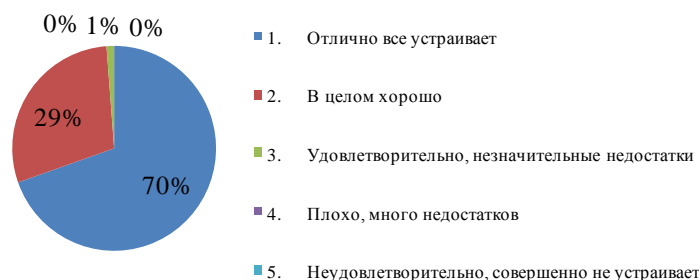 0% 1% 0%
29%
70%
1. Отлично все устраивает
2. В целом хорошо
3. Удовлетворительно, незначительные недостатки
4. Плохо, много недостатков
5. Неудовлетворительно, совершенно не устраивает